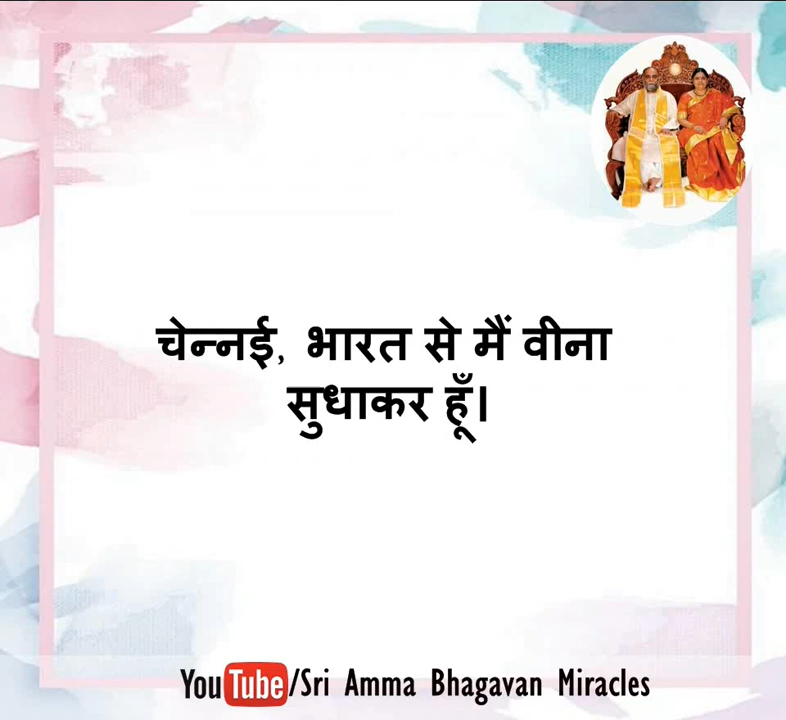 चेन्नई, भारत से मैं वीना
सुधाकर हूँ।
YouTube/Sri Amma Bhagavan Miracles